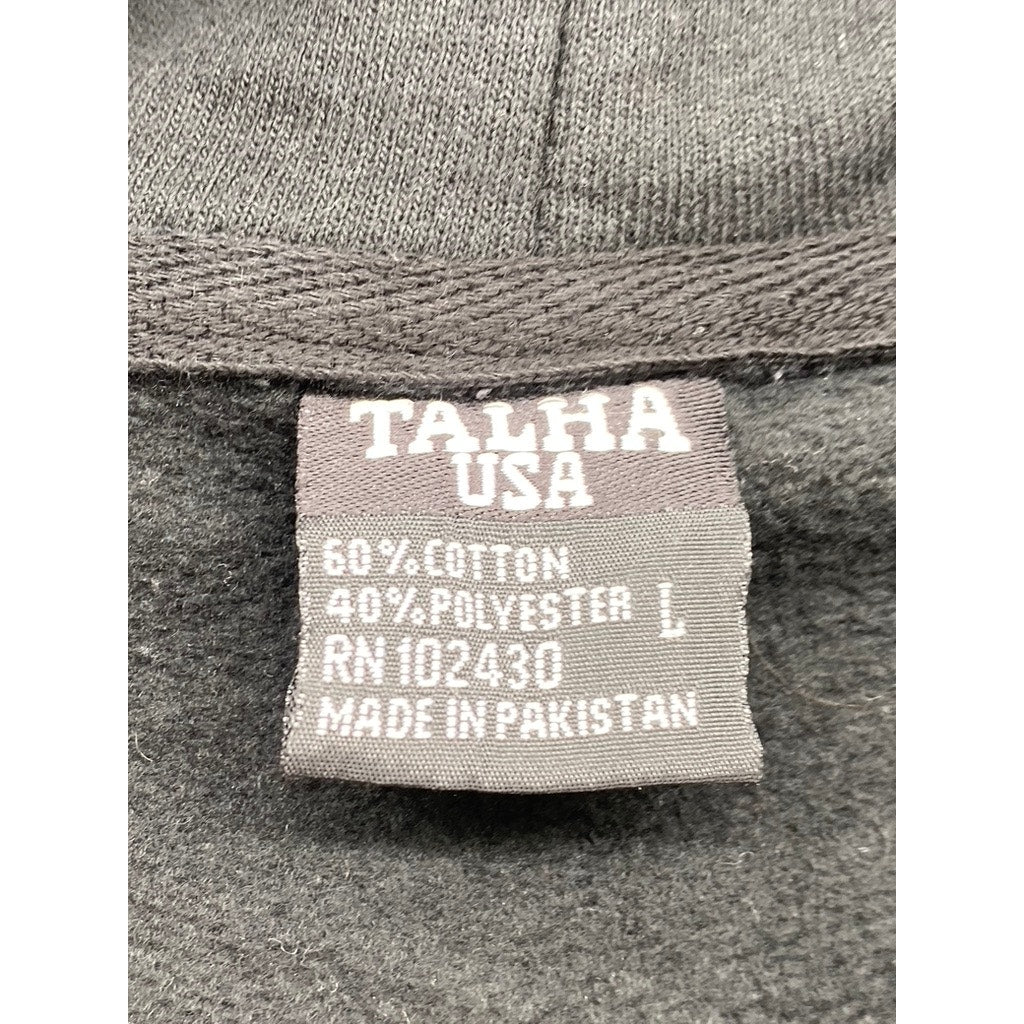 TALHA
USA
60% COTTON
40% POLYESTER L
RN 102430
MADE IN PAKISTAN